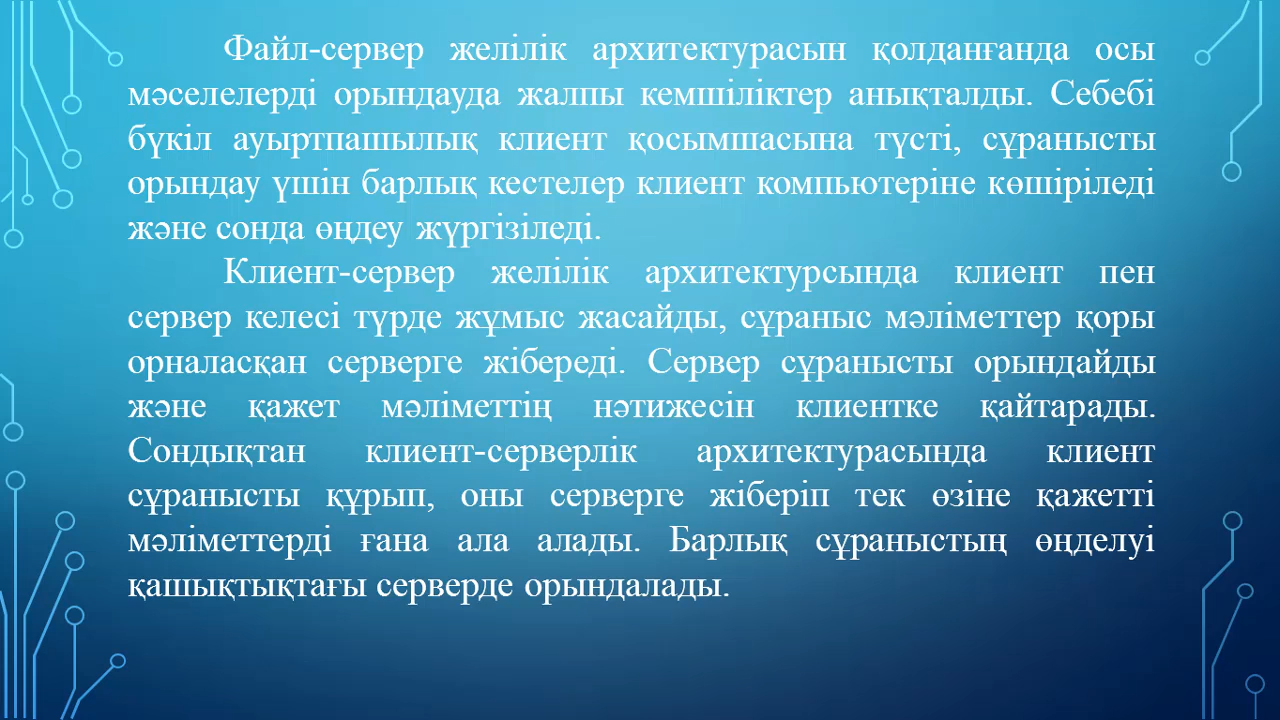 Файл-сервер желілік архитектурасын қолданғанда осы
мәселелерді орындауда жалпы кемшіліктер анықталды. Себебі
бүкіл ауыртпашылық клиент қосымшасына түсті, сұранысты
орындау үшін барлық кестелер клиент компьютеріне көшіріледі
және сонда өңдеу жүргізіледі.
Клиент-сервер желілік архитектурсында клиент пен
сервер келесі түрде жұмыс жасайды, сұраныс мәліметтер қоры
орналасқан серверге жібереді. Сервер сұранысты орындайды
және қажет мәліметтің нәтижесін клиентке қайтарады.
Сондықтан клиент-серверлік архитектурасында клиент
сұранысты құрып, оны серверге жіберіп тек өзіне қажетті
мәліметтерді ғана ала алады. Барлық сұраныстың өңделуі
қашықтықтағы серверде орындалады.